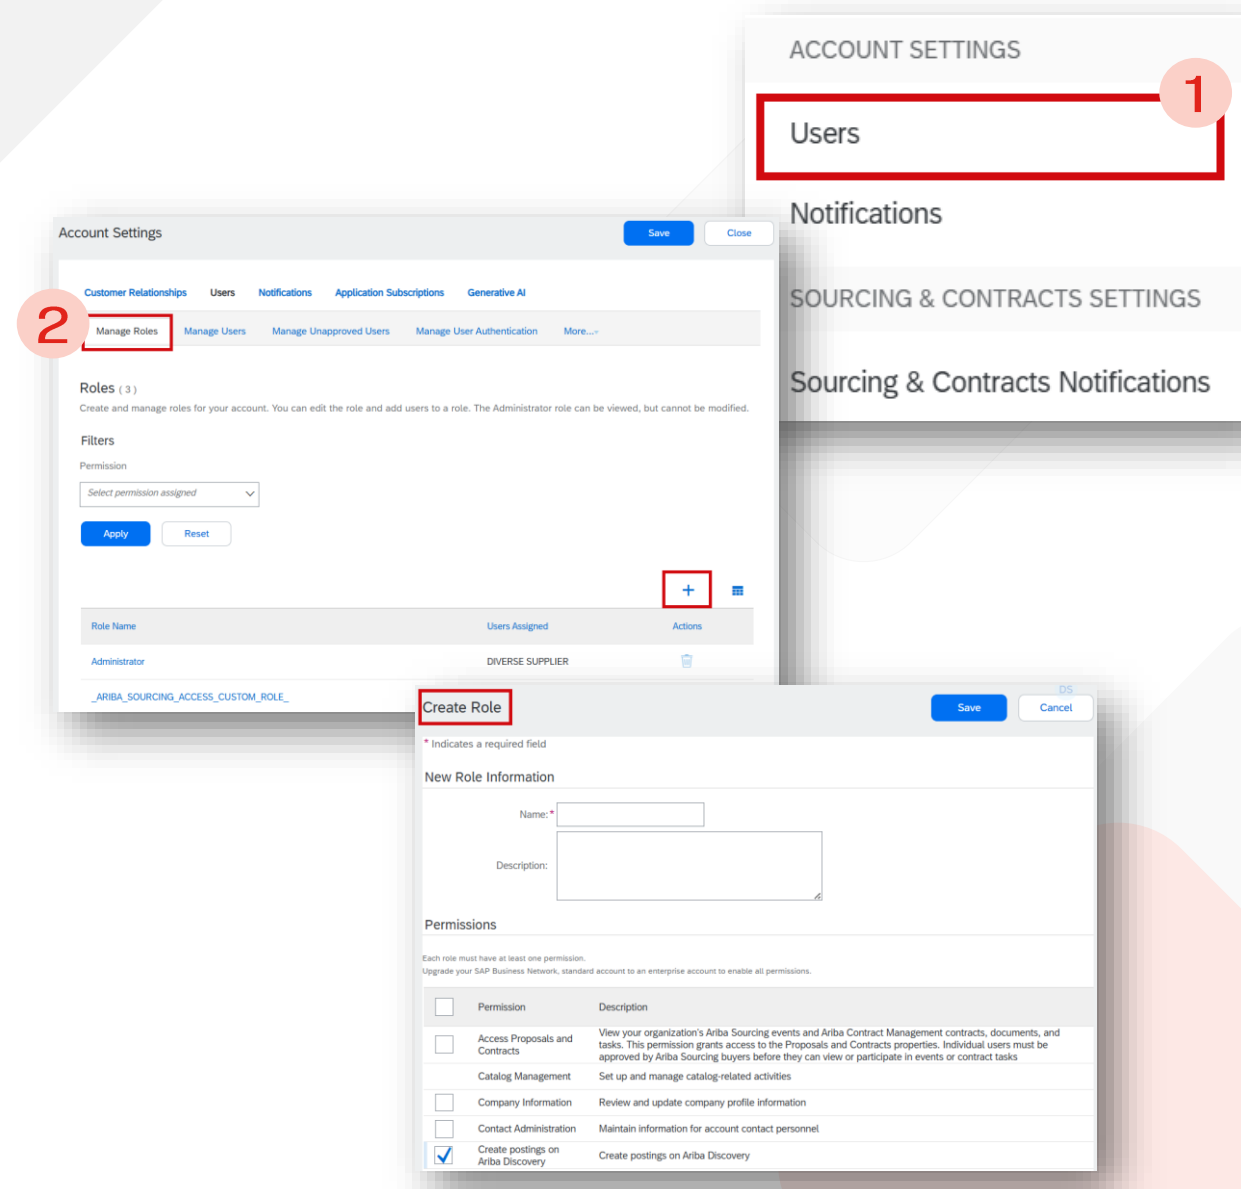 ACCOUNT SETTINGS
1
Users
Notifications
SOURCING & CONTRACTS SETTINGS
Sourcing & Contracts Notifications
Account Settings
Save
Close
Customer Relationships
Users
Notifications
Application Subscriptions
Generative AI
2
Manage Roles
Manage Users
Manage Unapproved Users
Manage User Authentication
More...
Roles (3)
Create and manage roles for your account. You can edit the role and add users to a role. The Administrator role can be viewed, but cannot be modified.
Filters
Permission
Select permission assigned
Apply
Reset
+
Role Name
Users Assigned
Actions
Administrator
DIVERSE SUPPLIER
_ARIBA_SOURCING_ACCESS_CUSTOM_ROLE_
Create Role
DS
Save
Cancel
* Indicates a required field
New Role Information
Name:*
Description:
Permissions
Each role must have at least one permission.
Upgrade your SAP Business Network, standard account to an enterprise account to enable all permissions.
Permission
Description
Access Proposals and
Contracts
View your organization's Ariba Sourcing events and Ariba Contract Management contracts, documents, and
tasks. This permission grants access to the Proposals and Contracts properties. Individual users must be
approved by Ariba Sourcing buyers before they can view or participate in events or contract tasks
Catalog Management
Set up and manage catalog-related activities
Company Information
Review and update company profile information
Contact Administration
Maintain information for account contact personnel
Create postings on
Ariba Discovery
Create postings on Ariba Discovery